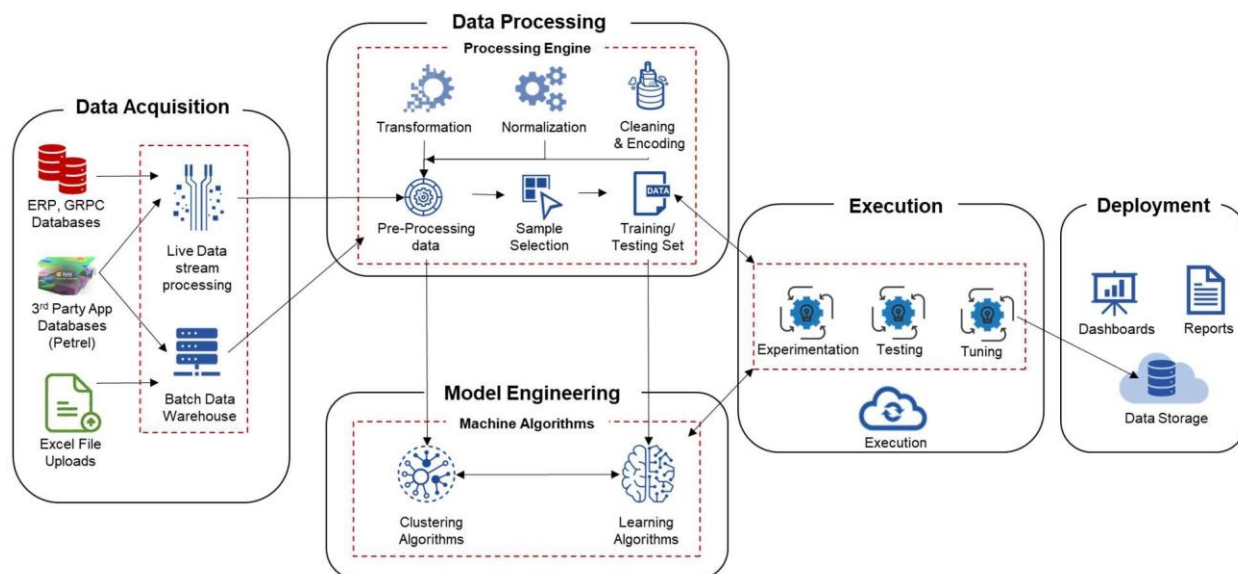 Data Acquisition
ERP, GRPC
Databases
3rd Party App
Databases
(Petrel)
Excel File
Uploads
Live Data
stream
processing
Batch Data
Warehouse
Data Processing
Processing Engine
Transformation
Normalization
Cleaning
& Encoding
Pre-Processing
data
Sample
Selection
DATA
Training/
Testing Set
Model Engineering
Machine Algorithms
Clustering
Algorithms
Learning
Algorithms
Execution
Experimentation
Testing
Tuning
Execution
Deployment
Dashboards
Reports
Data Storage